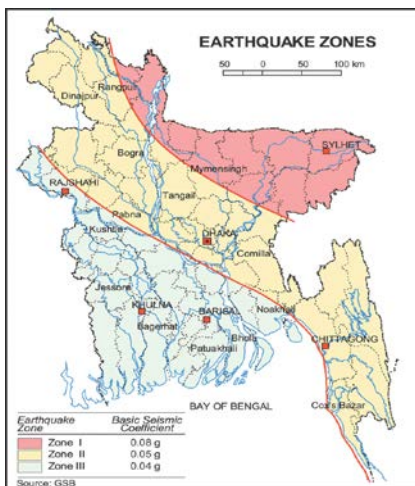 EARTHQUAKE ZONES
50 0 50 100 km
Rangpur
Dinajpur
SYLHET
Bogra
Mymensingh
RAJSHAHI
Tangail
Pabna
Kushtia
DHAKA
Comilla
Jessore
KHULNA
BARISAL
Noakhali
Bagerhat
Bhola
CHITTAGONG
Patuakhali
Cox's Bazar
BAY OF BENGAL
Earthquake Zone
Basic Seismic Coefficient
Zone I 0.08 g
Zone II 0.05 g
Zone III 0.04 g
Source: GSB